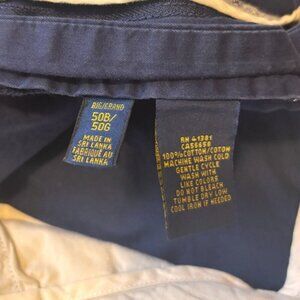 BIG/GRAND
50B/
50G
MADE IN
SRI LANKA
FABRIQUÉ AU
SRI LANKA
RN 41381
CA56656
100%COTTON/COTON
MACHINE WASH COLD
GENTLE CYCLE
WASH WITH
LIKE COLORS
DO NOT BLEACH
TUMBLE DRY LOW
COOL IRON IF NEEDED